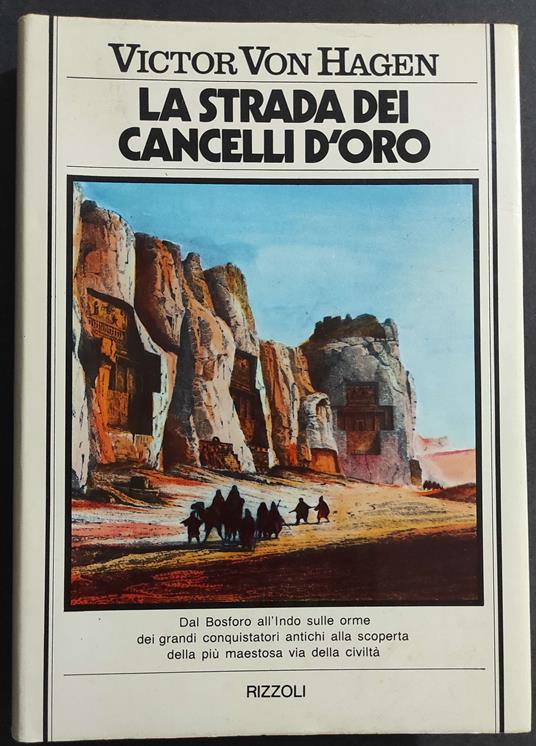 VICTOR VON HAGEN
LA STRADA DEI
CANCELLI D'ORO
Dal Bosforo all'Indo sulle orme
dei grandi conquistatori antichi alla scoperta
della più maestosa via della civiltà
RIZZOLI